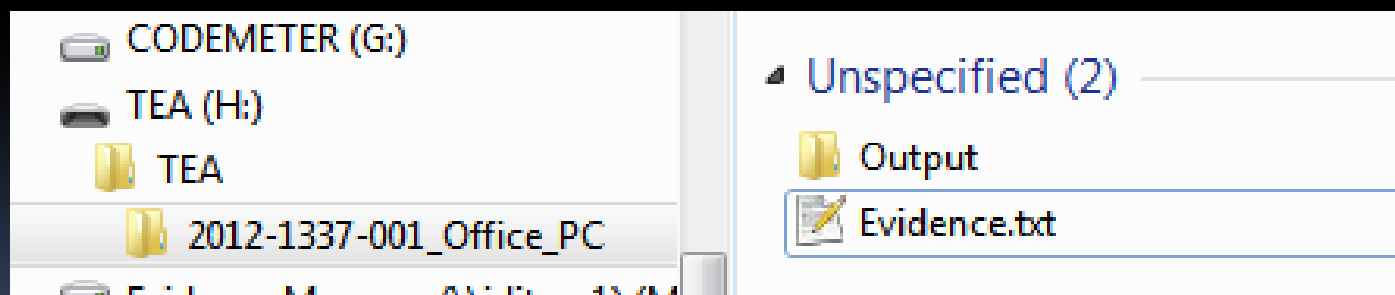 CODEMETER (G:)
TEA (H:)
TEA
2012-1337-001_Office_PC
Unspecified (2)
Output
Evidence.txt